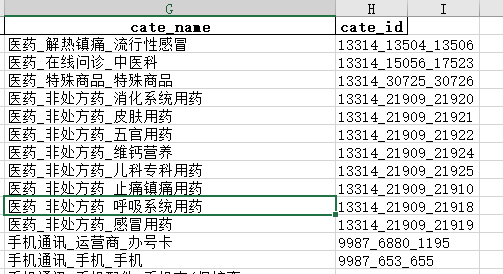 G H I
cate_name cate_id
医药_解热镇痛_流行性感冒 13314_13504_13506
医药_在线问诊_中医科 13314_15056_17523
医药_特殊商品_特殊商品 13314_30725_30726
医药_非处方药_消化系统用药 13314_21909_21920
医药_非处方药_皮肤用药 13314_21909_21921
医药_非处方药_五官用药 13314_21909_21922
医药_非处方药_维钙营养 13314_21909_21924
医药_非处方药_儿科专科用药 13314_21909_21925
医药_非处方药_止痛镇痛用药 13314_21909_21910
医药_非处方药_呼吸系统用药 13314_21909_21918
医药_非处方药_感冒用药 13314_21909_21919
手机通讯_运营商_办号卡 9987_6880_1195
手机通讯_手机_手机 9987_653_655